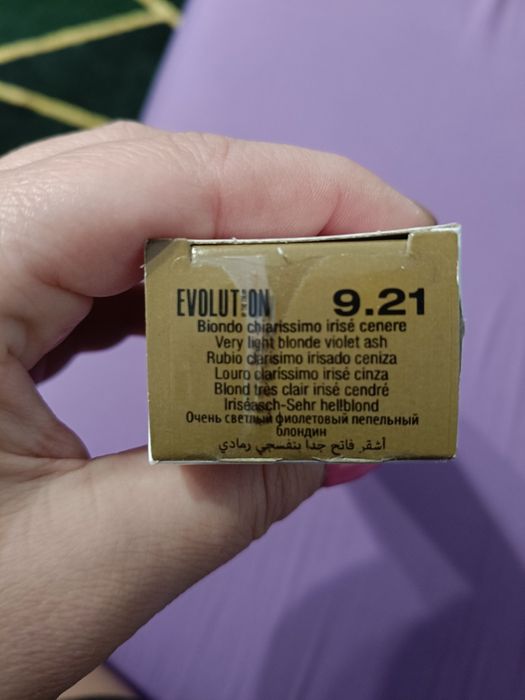 EVOLUTION 9.21
Biondo chiarissimo irisé cenere
Very light blonde violet ash
Rubio clarisimo irisado ceniza
Louro clarissimo irisé cinza
Blond très clair irisé cendré
Iriséasch-Sehr hellblond
Очень светлый фиолетовый пепельный
блондин
أشقر فاتح جدا بنفسجي رمادي